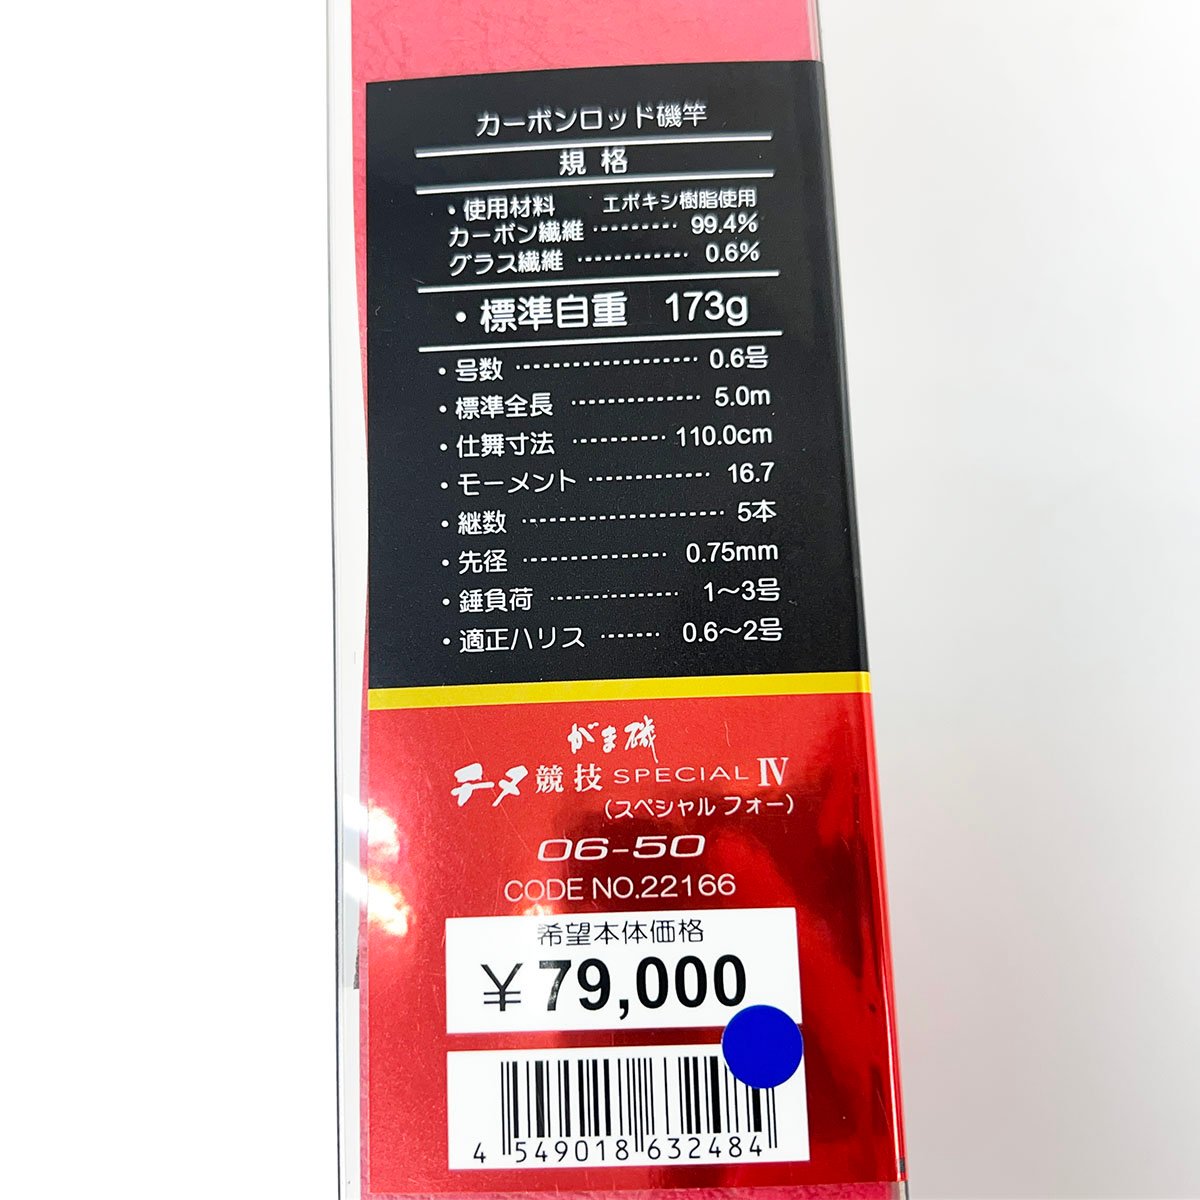 カーボンロッド磯竿
規格
・使用材料 エポキシ樹脂使用
カーボン繊維 ……… 99.4%
グラス繊維 ………… 0.6%
・標準自重 173g
・号数 ……………… 0.6号
・標準全長 ………… 5.0m
・仕舞寸法 ……… 110.0cm
・モーメント ………… 16.7
・継数 ………………… 5本
・先径 ………… 0.75mm
・錘負荷 ………… 1〜3号
・適正ハリス …… 0.6〜2号
がま磯
チヌ競技 SPECIAL Ⅳ
(スペシャル フォー)
06-50
CODE NO.22166
希望本体価格
¥79,000
4 549018 632484